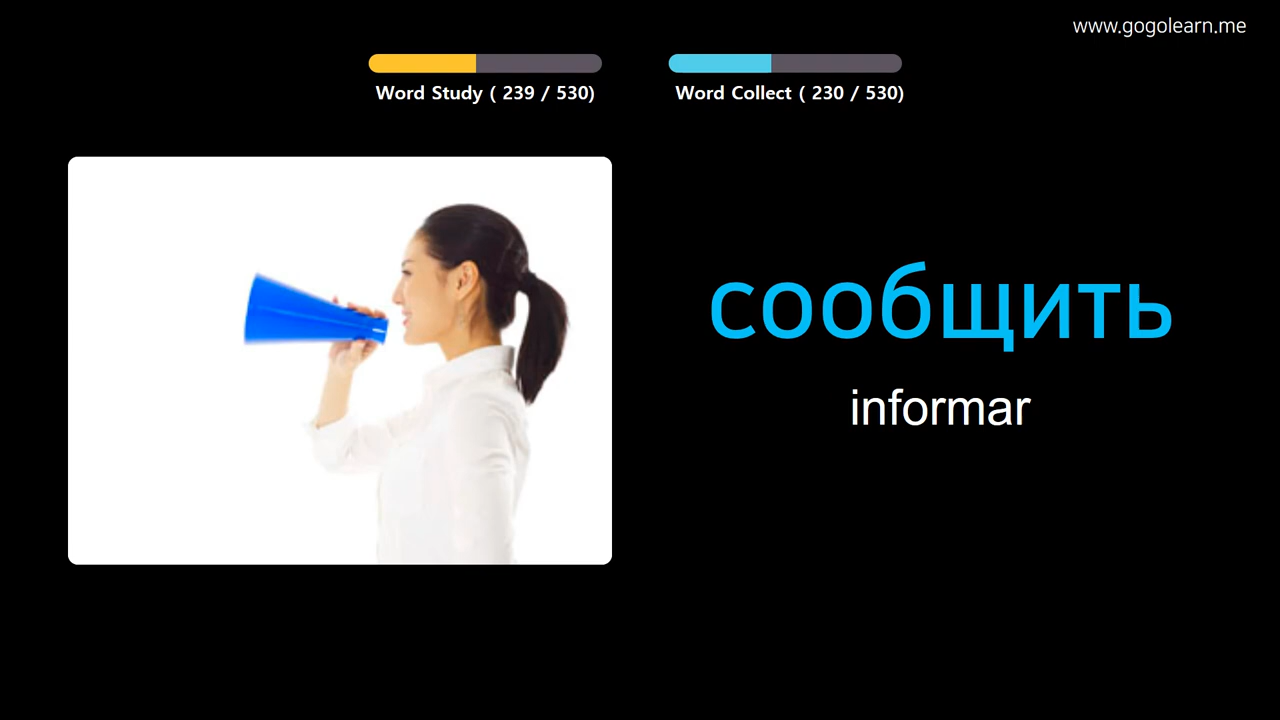 www.gogolearn.me
Word Study ( 239 / 530)
Word Collect ( 230 / 530)
сообщить
informar